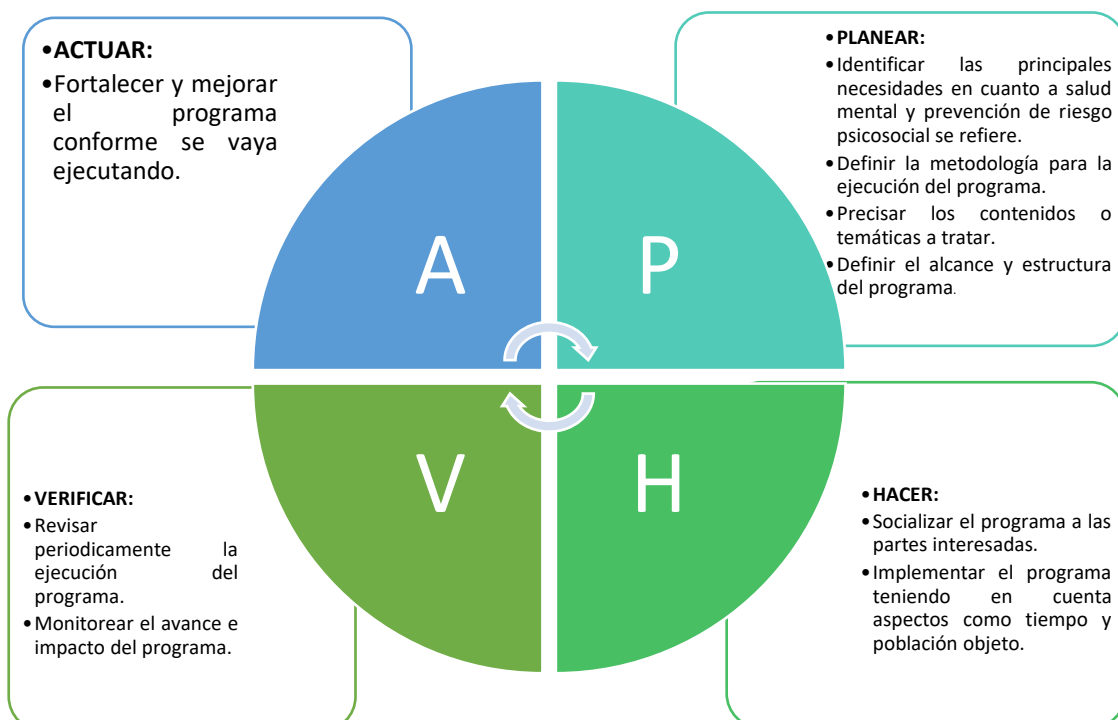 •ACTUAR:
•Fortalecer y mejorar
el programa
conforme se vaya
ejecutando.
•PLANEAR:
•Identificar las principales
necesidades en cuanto a salud
mental y prevención de riesgo
psicosocial se refiere.
•Definir la metodología para la
ejecución del programa.
•Precisar los contenidos o
temáticas a tratar.
•Definir el alcance y estructura
del programa.
A
P
V
H
•VERIFICAR:
•Revisar
periodicamente la
ejecución del
programa.
•Monitorear el avance e
impacto del programa.
•HACER:
•Socializar el programa a las
partes interesadas.
•Implementar el programa
teniendo en cuenta
aspectos como tiempo y
población objeto.